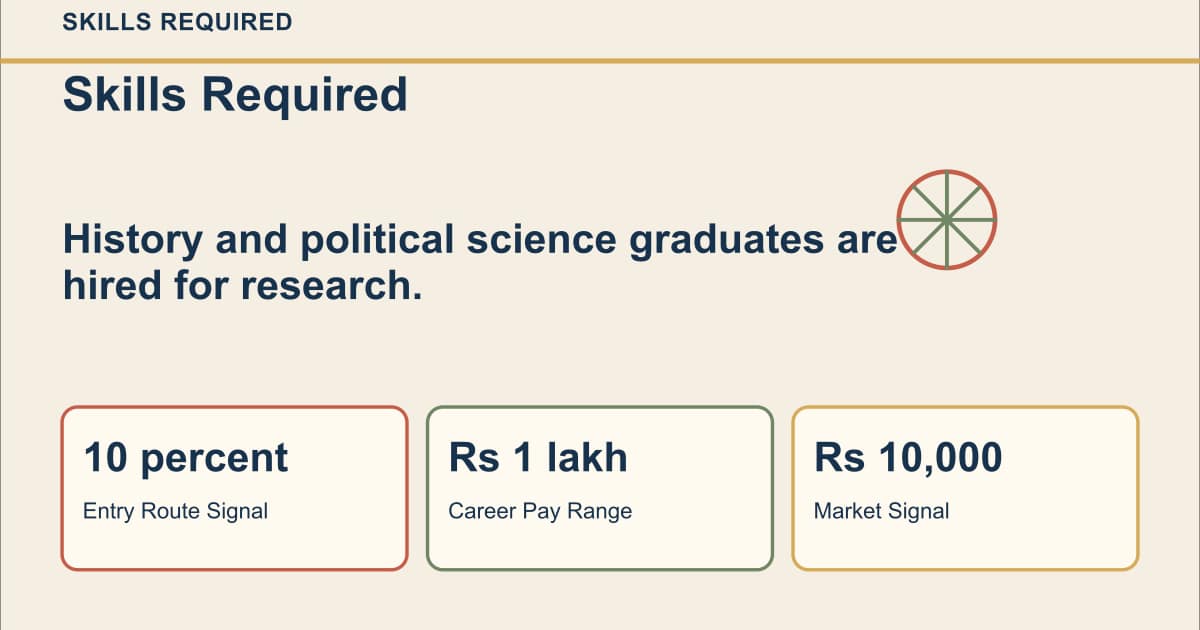 SKILLS REQUIRED
Skills Required
History and political science graduates are
hired for research.
10 percent
Entry Route Signal
Rs 1 lakh
Career Pay Range
Rs 10,000
Market Signal